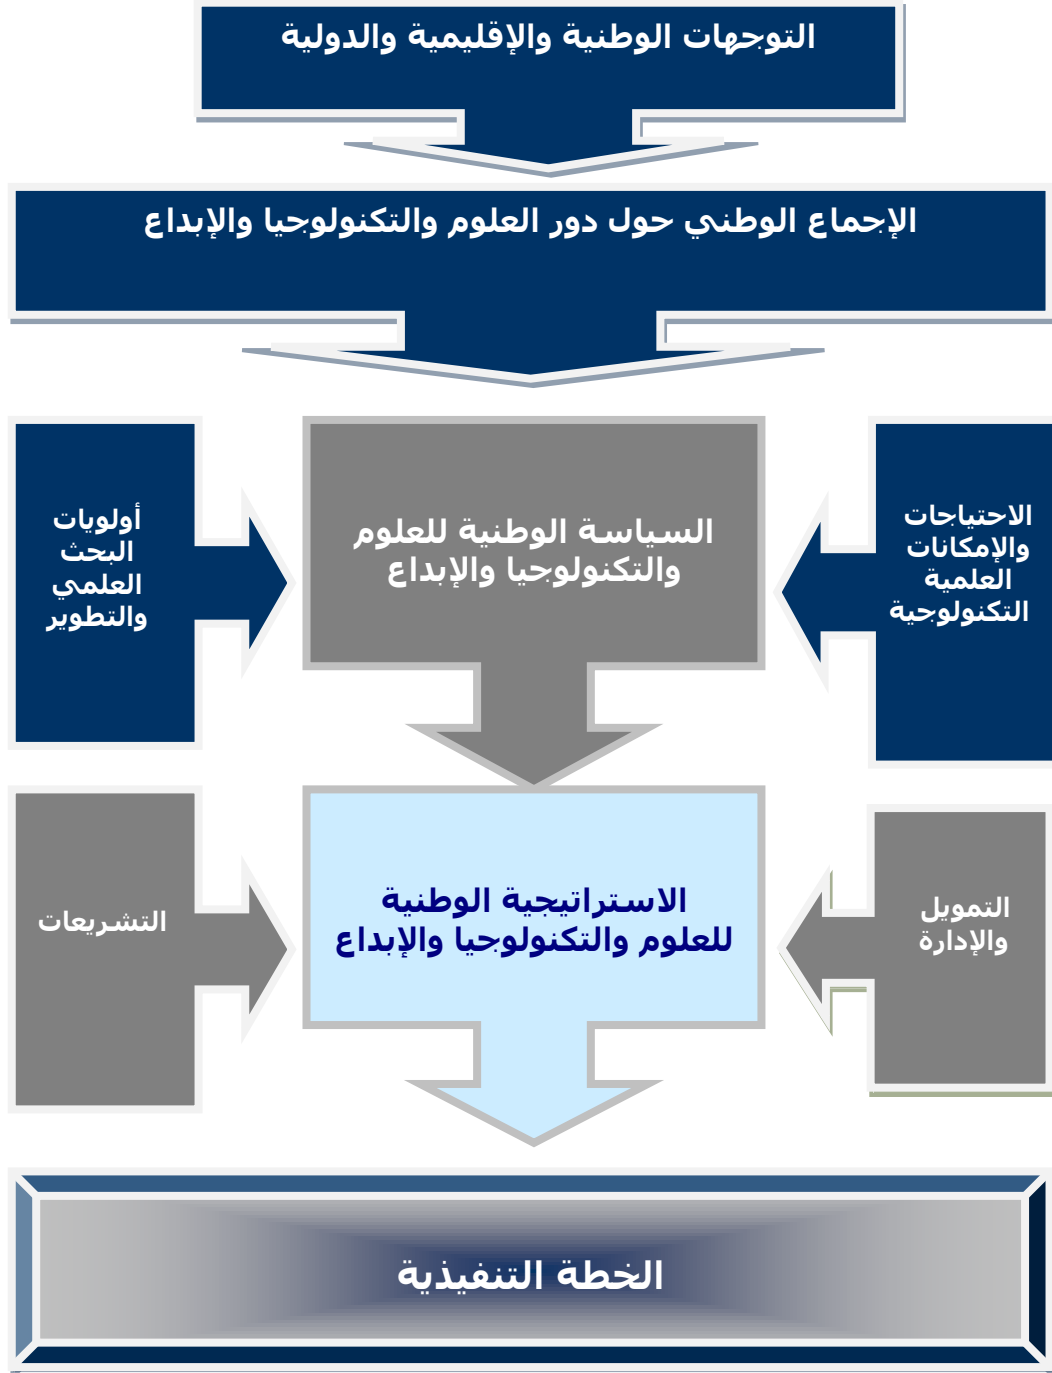 التوجهات الوطنية والإقليمية والدولية
الإجماع الوطني حول دور العلوم والتكنولوجيا والإبداع
الاحتياجات
والإمكانات
العلمية
التكنولوجية
السياسة الوطنية للعلوم
والتكنولوجيا والإبداع
أولويات
البحث
العلمي
والتطوير
التمويل
والإدارة
الاستراتيجية الوطنية
للعلوم والتكنولوجيا والإبداع
التشريعات
الخطة التنفيذية